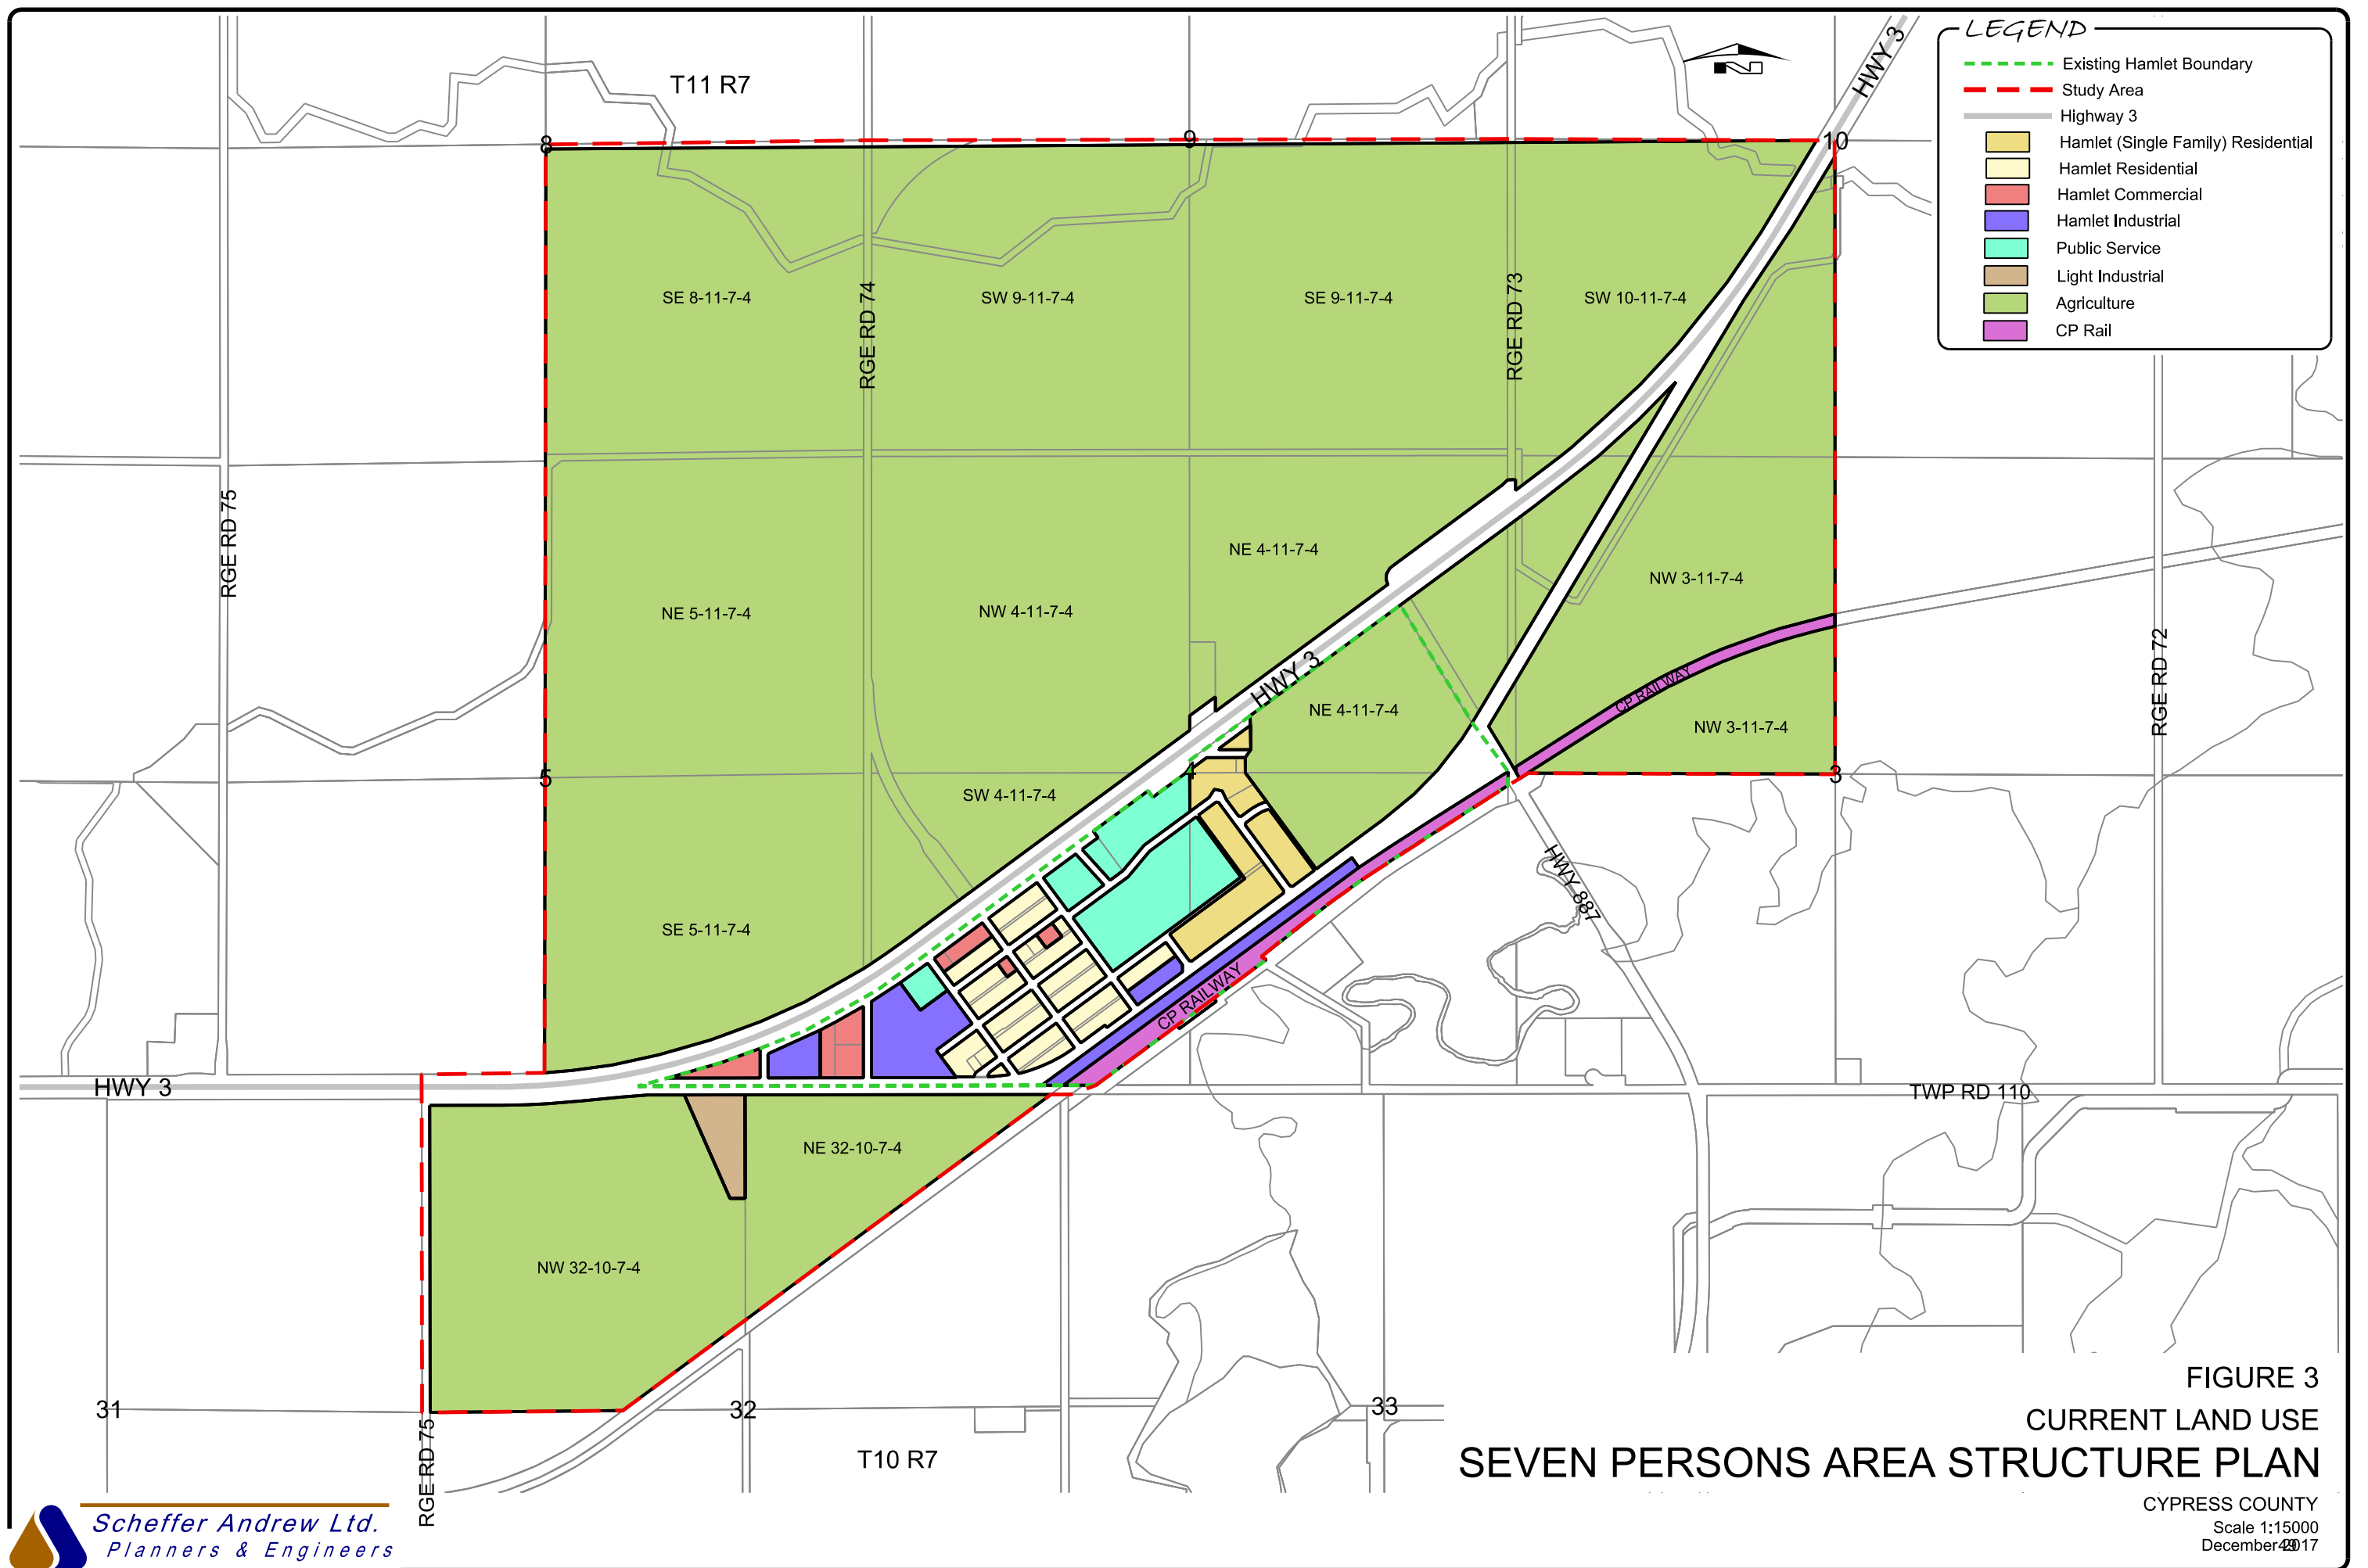 LEGEND
Existing Hamlet Boundary
Study Area
Highway 3
Hamlet (Single Family) Residential
Hamlet Residential
Hamlet Commercial
Hamlet Industrial
Public Service
Light Industrial
Agriculture
CP Rail
T11 R7
HWY 3
8
9
10
SE 8-11-7-4
SW 9-11-7-4
SE 9-11-7-4
SW 10-11-7-4
RGE RD 74
RGE RD 73
RGE RD 75
NE 4-11-7-4
NW 3-11-7-4
NE 5-11-7-4
NW 4-11-7-4
HWY 3
NE 4-11-7-4
CP RAILWAY
NW 3-11-7-4
RGE RD 72
5
4
3
SW 4-11-7-4
HWY 887
SE 5-11-7-4
CP RAILWAY
HWY 3
TWP RD 110
NE 32-10-7-4
NW 32-10-7-4
31
32
33
RGE RD 75
T10 R7
FIGURE 3
CURRENT LAND USE
SEVEN PERSONS AREA STRUCTURE PLAN
CYPRESS COUNTY
Scale 1:15000
December 2017
Scheffer Andrew Ltd.
Planners & Engineers